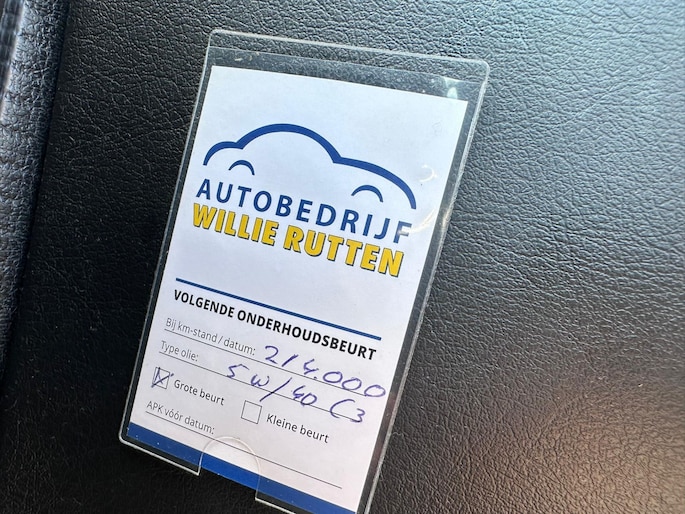 AUTOBEDRIJF
WILLIE RUTTEN
VOLGENDE ONDERHOUDSBEURT
Bij km-stand / datum: 214.000
Type olie: 5W/40 C3
Grote beurt Kleine beurt
APK vóór datum: